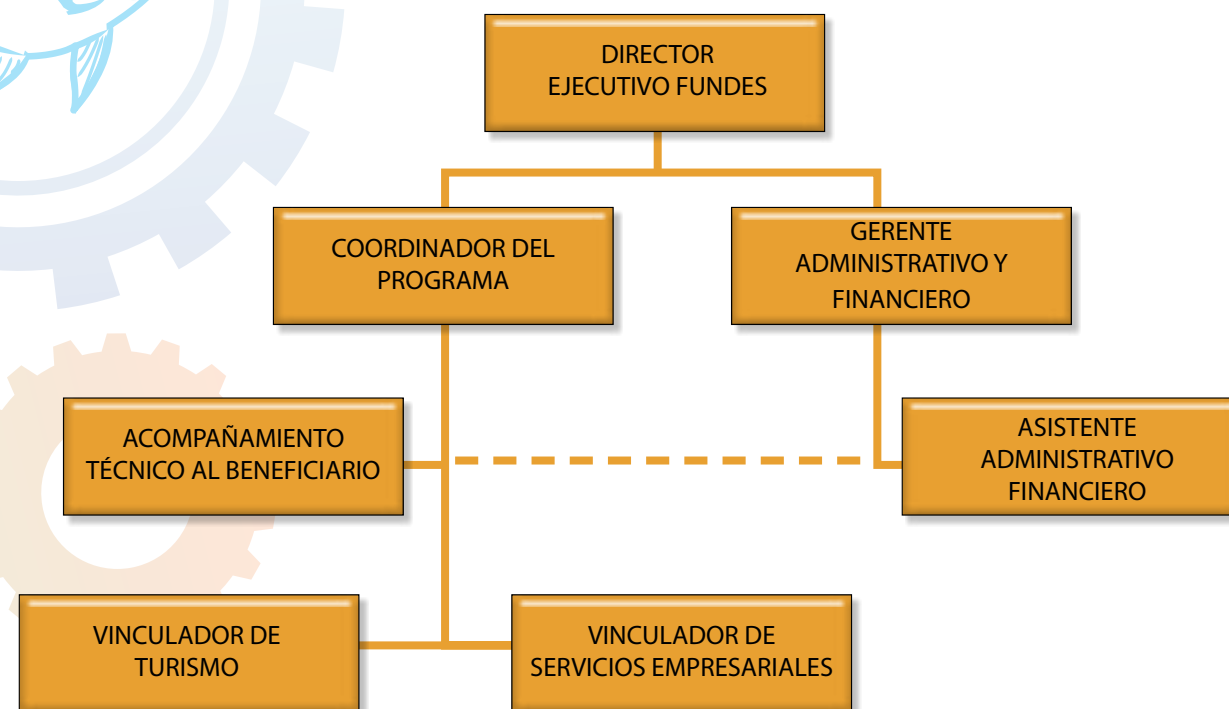 DIRECTOR
EJECUTIVO FUNDES
COORDINADOR DEL
PROGRAMA
GERENTE
ADMINISTRATIVO Y
FINANCIERO
ACOMPAÑAMIENTO
TÉCNICO AL BENEFICIARIO
ASISTENTE
ADMINISTRATIVO
FINANCIERO
VINCULADOR DE
TURISMO
VINCULADOR DE
SERVICIOS EMPRESARIALES